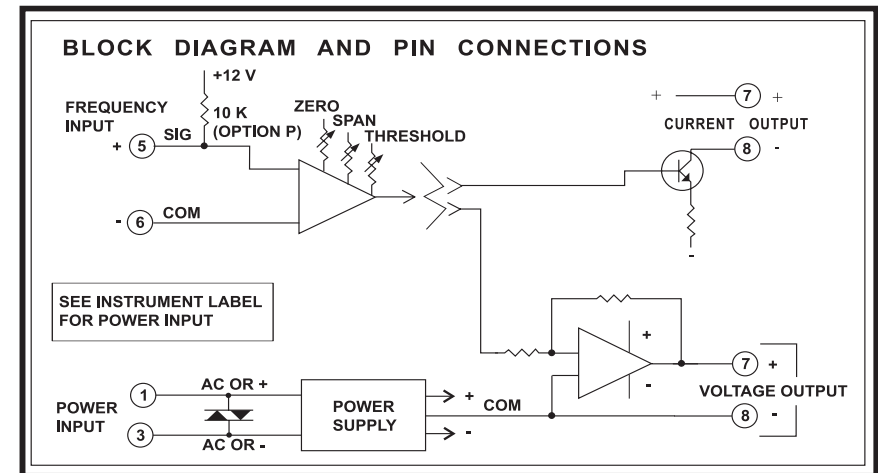 BLOCK DIAGRAM AND PIN CONNECTIONS
+12 V
10 K
(OPTION P)
FREQUENCY
INPUT
+ 5 SIG
- 6 COM
ZERO
SPAN
THRESHOLD
+ 7 +
CURRENT OUTPUT
8 -
-
SEE INSTRUMENT LABEL
FOR POWER INPUT
POWER
INPUT
1 AC OR +
3 AC OR -
POWER
SUPPLY
+
COM
-
+
-
7 +
VOLTAGE OUTPUT
8 -